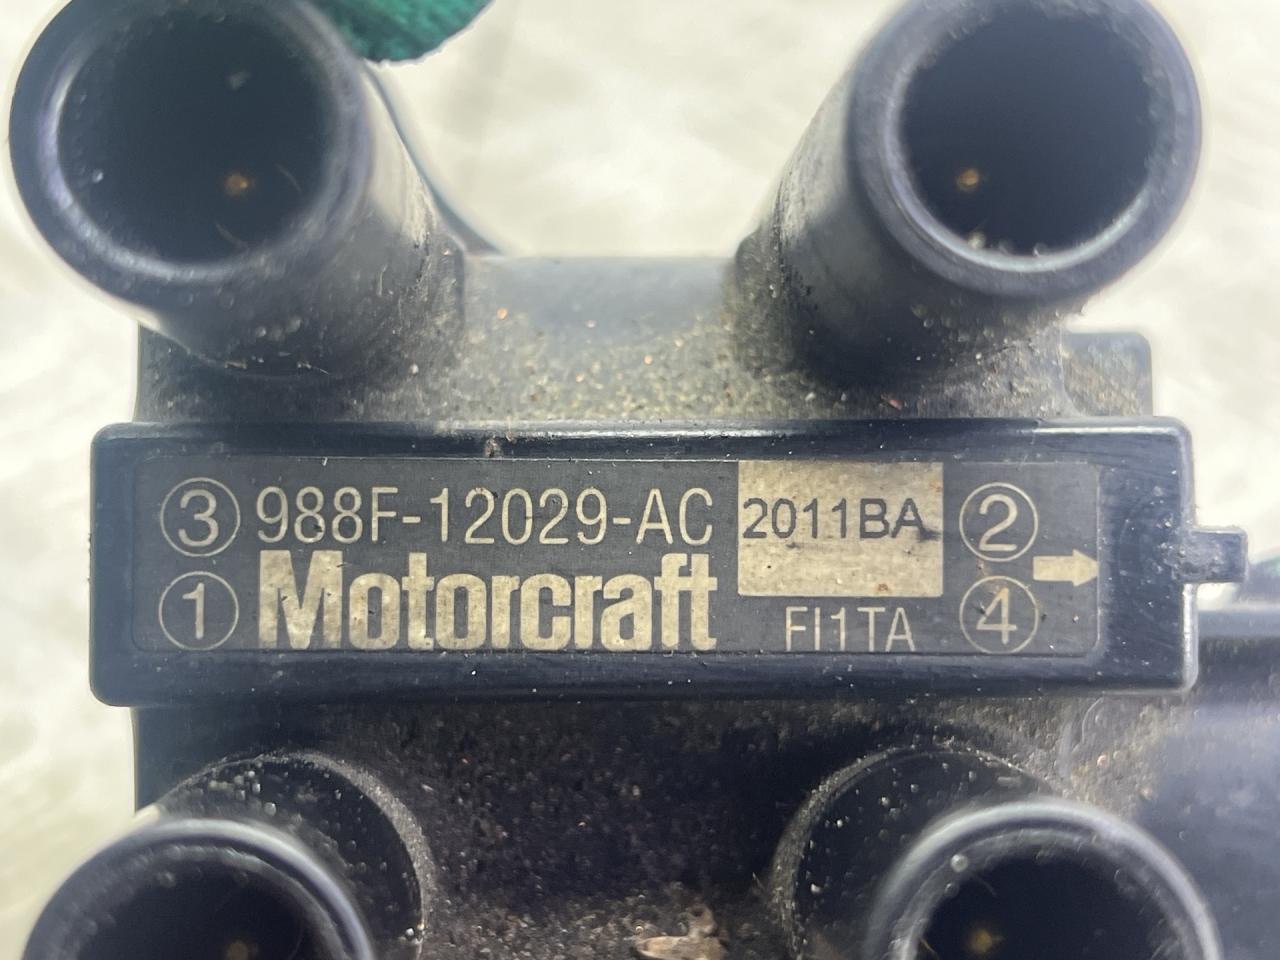 ③ 988F-12029-AC 2011BA ②
① Motorcraft FI1TA ④